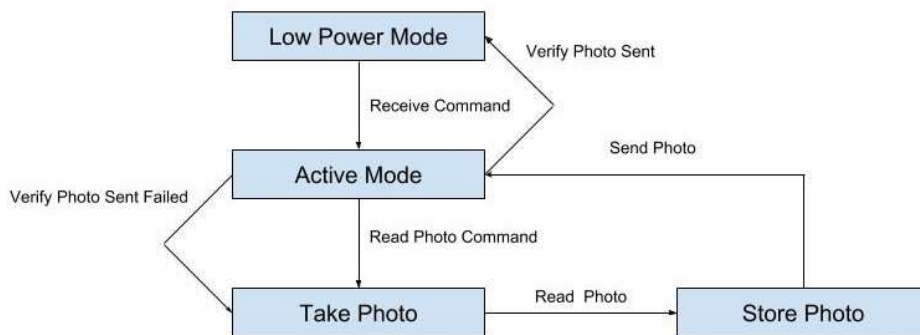 Low Power Mode
Verify Photo Sent
Receive Command
Send Photo
Active Mode
Verify Photo Sent Failed
Read Photo Command
Read Photo
Take Photo
Store Photo